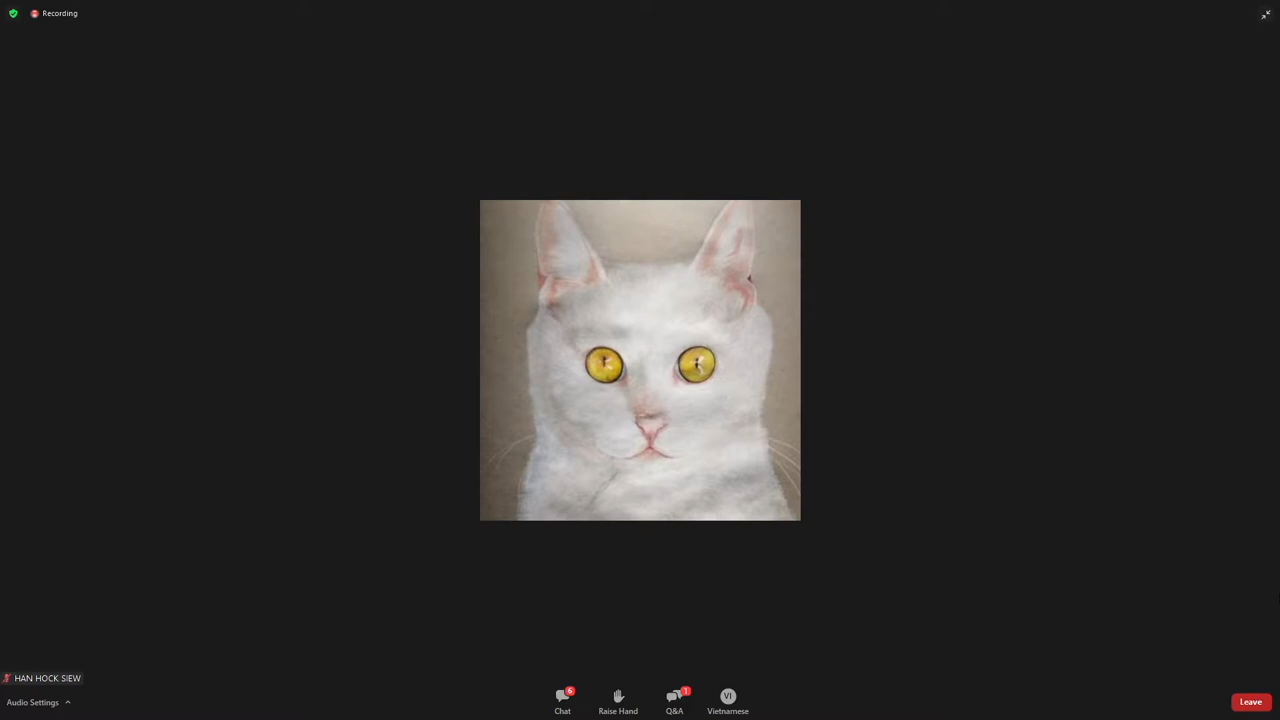 Recording
HAN HOCK SIEW
Audio Settings
6
Chat
Raise Hand
1
Q&A
VI
Vietnamese
Leave